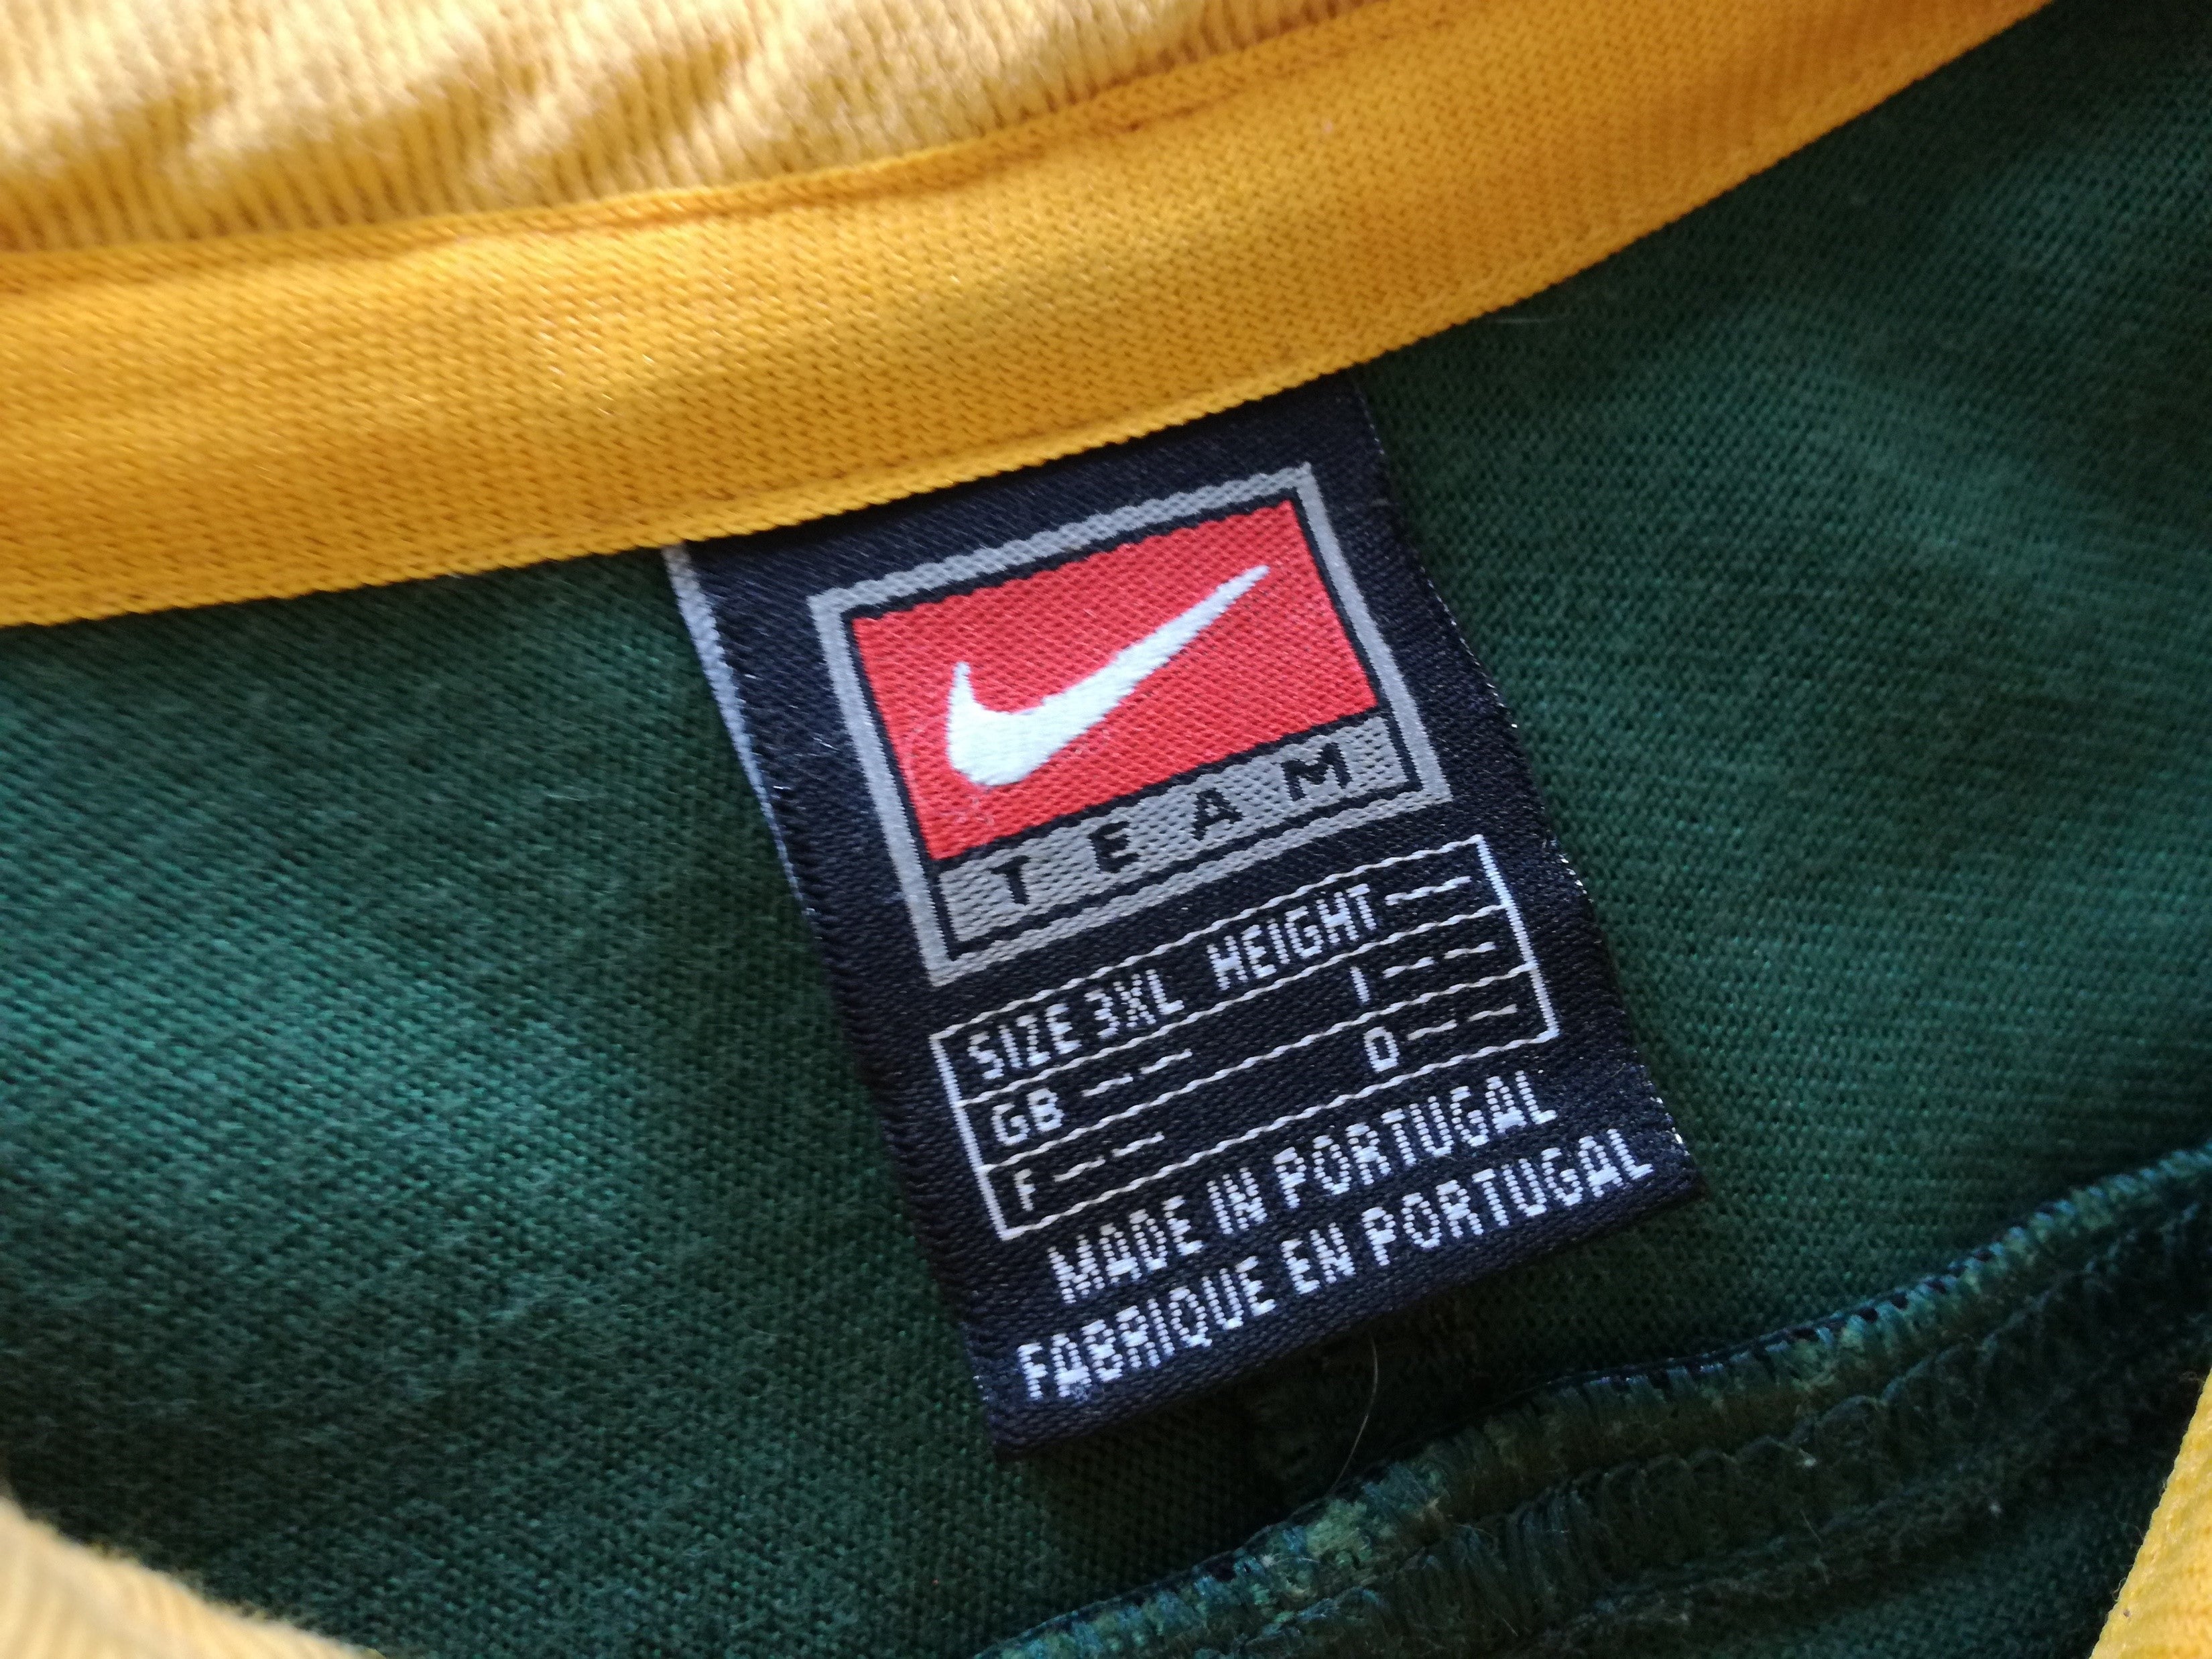 TEAM
SIZE 3XL HEIGHT ---
GB --- I ---
F --- D ---
MADE IN PORTUGAL
FABRIQUE EN PORTUGAL